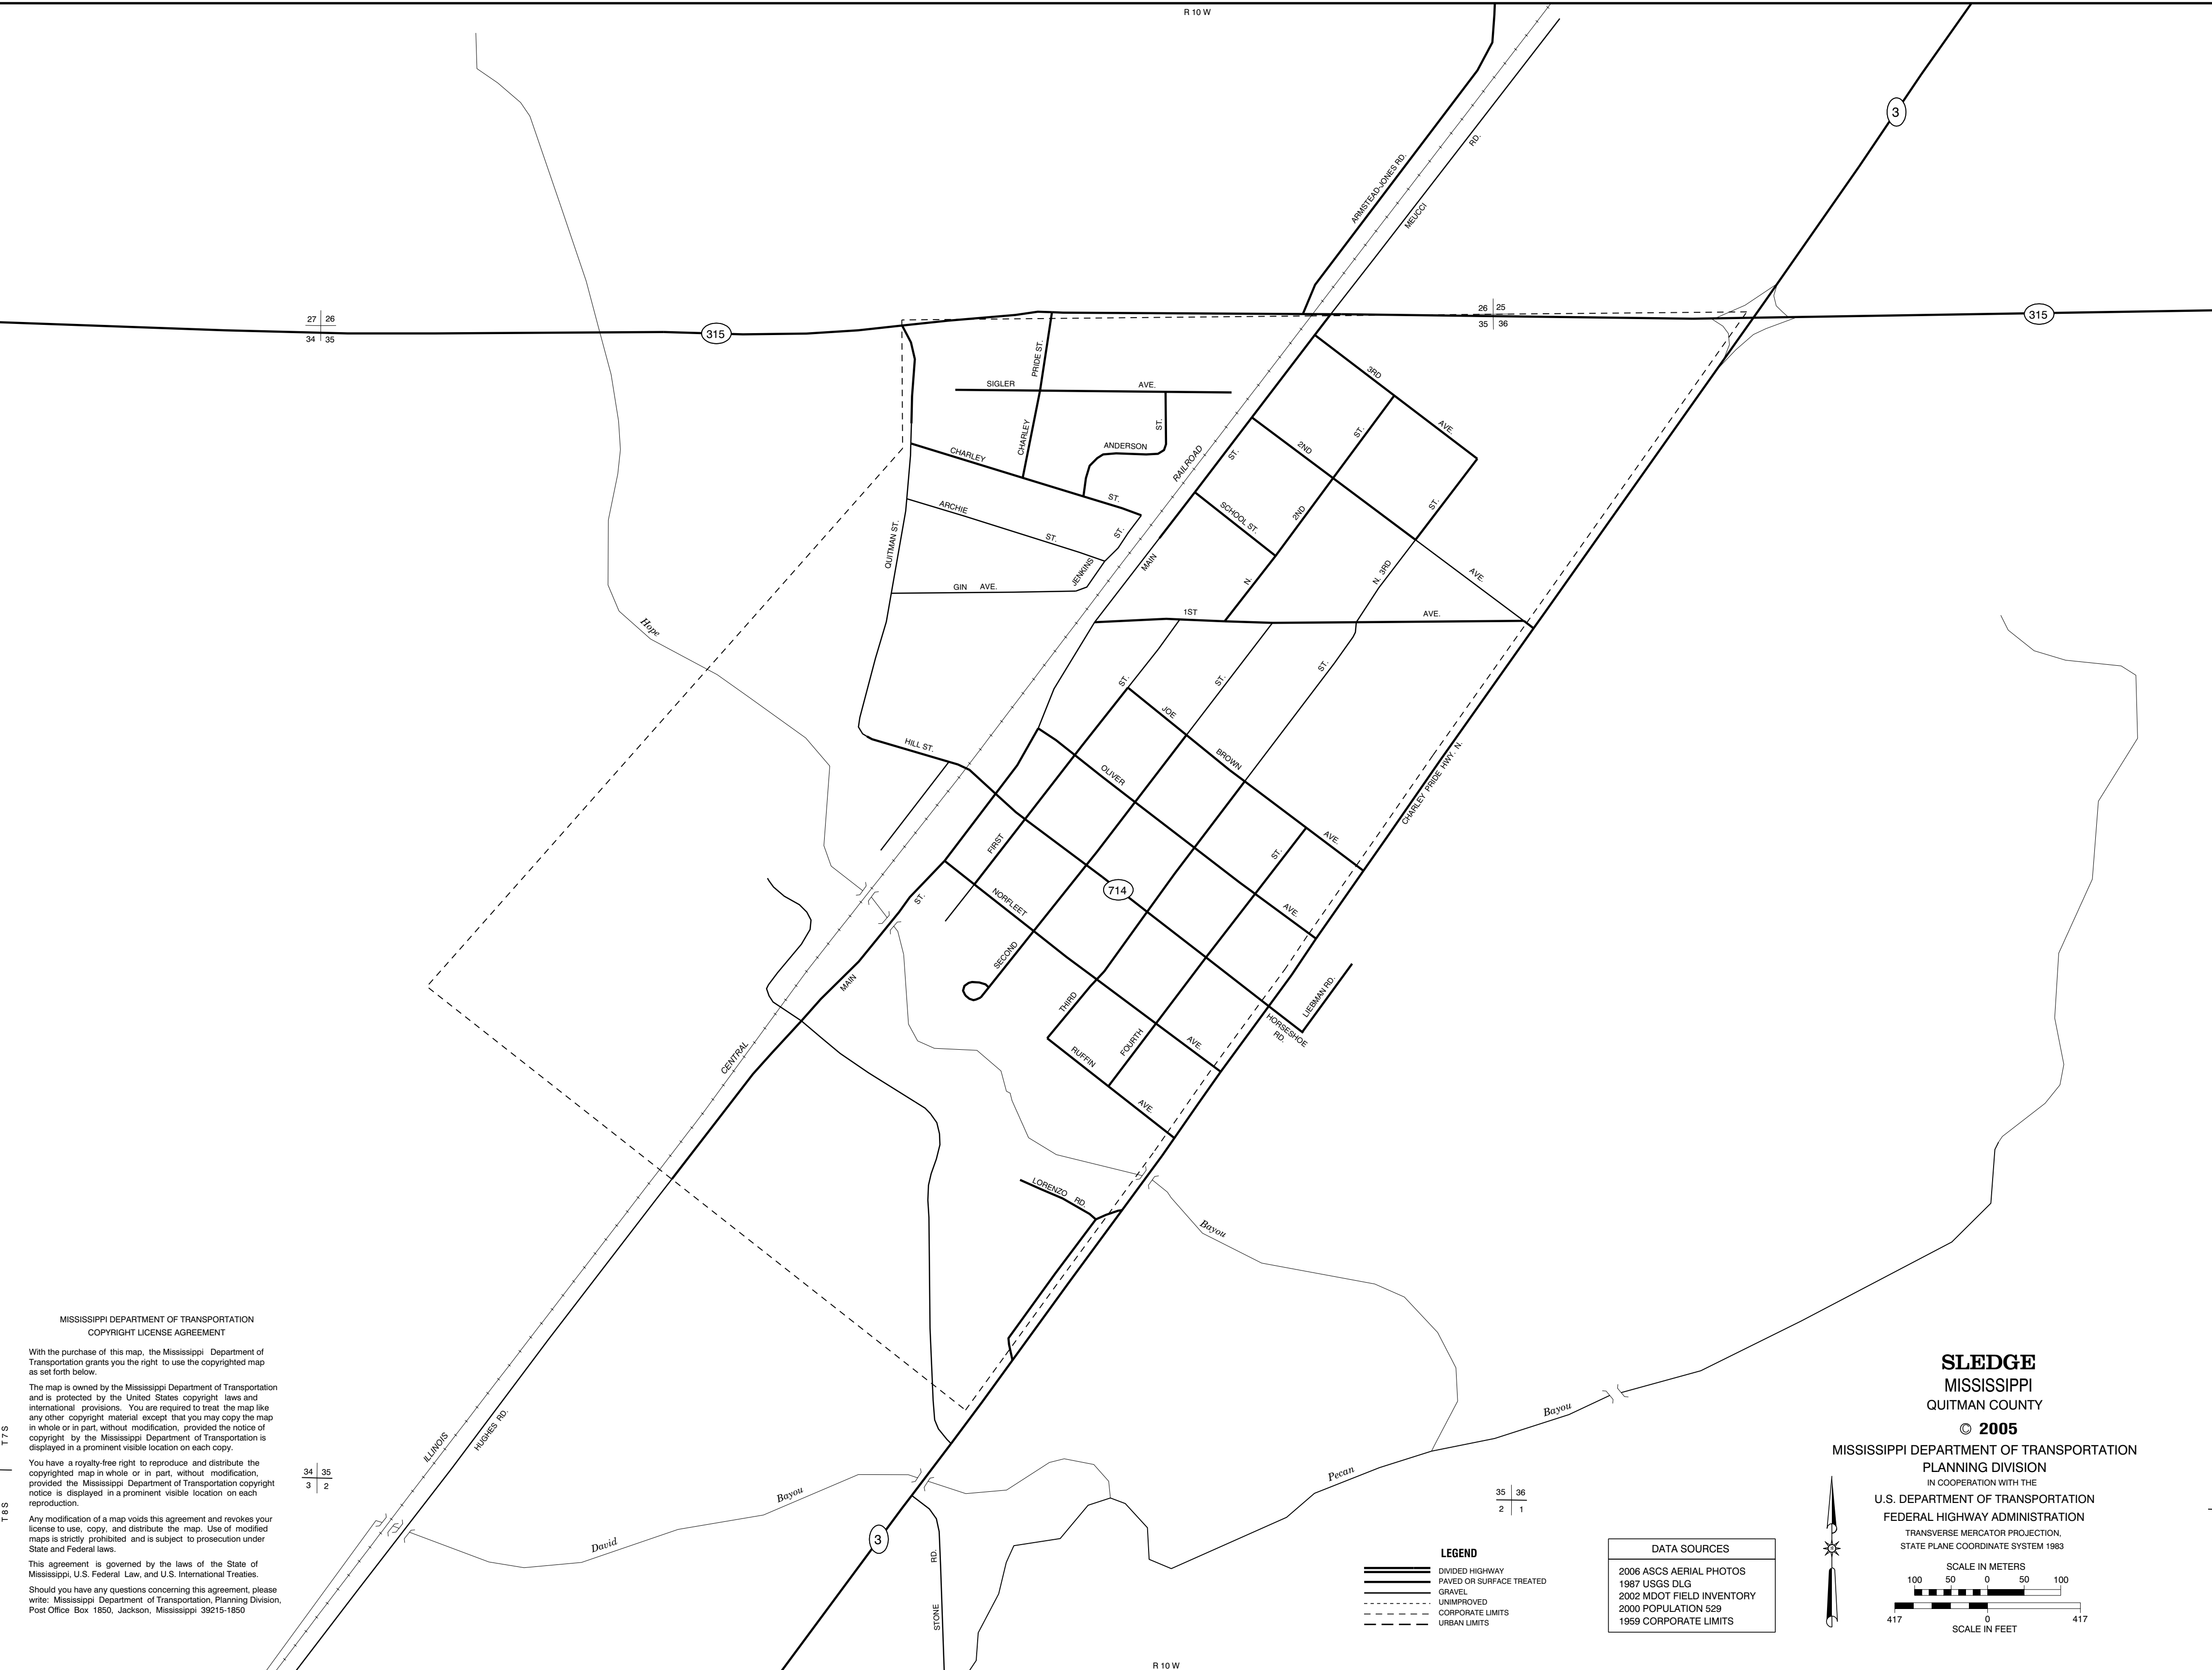 R 10 W
3
ARMSTEAD-JONES RD.
MEUCCI RD.
27 26
34 35
315
26 25
35 36
315
PRIDE ST.
CHARLEY
SIGLER AVE.
ST.
ANDERSON
CHARLEY ST.
ARCHIE ST.
QUITMAN ST.
JENKINS ST.
GIN AVE.
RAILROAD
MAIN ST.
3RD AVE.
2ND AVE.
SCHOOL ST.
N. 2ND ST.
N. 3RD ST.
1ST AVE.
Hope
HILL ST.
ST.
ST.
ST.
JOE BROWN AVE.
OLIVER AVE.
CHARLEY PRIDE HWY. N.
FIRST
714
ST.
NORFLEET AVE.
SECOND
THIRD
FOURTH
RUFFIN AVE.
HORSESHOE
RD.
LIEBMAN RD.
MAIN ST.
CENTRAL
LORENZO RD.
Bayou
ILLINOIS
HUGHES RD.
T 7 S
T 8 S
34 35
3 2
David Bayou
Pecan Bayou
3
STONE RD.
35 36
2 1
R 10 W
MISSISSIPPI DEPARTMENT OF TRANSPORTATION
COPYRIGHT LICENSE AGREEMENT
With the purchase of this map, the Mississippi Department of
Transportation grants you the right to use the copyrighted map
as set forth below.
The map is owned by the Mississippi Department of Transportation
and is protected by the United States copyright laws and
international provisions. You are required to treat the map like
any other copyright material except that you may copy the map
in whole or in part, without modification, provided the notice of
copyright by the Mississippi Department of Transportation is
displayed in a prominent visible location on each copy.
You have a royalty-free right to reproduce and distribute the
copyrighted map in whole or in part, without modification,
provided the Mississippi Department of Transportation copyright
notice is displayed in a prominent visible location on each
reproduction.
Any modification of a map voids this agreement and revokes your
license to use, copy, and distribute the map. Use of modified
maps is strictly prohibited and is subject to prosecution under
State and Federal laws.
This agreement is governed by the laws of the State of
Mississippi, U.S. Federal Law, and U.S. International Treaties.
Should you have any questions concerning this agreement, please
write: Mississippi Department of Transportation, Planning Division,
Post Office Box 1850, Jackson, Mississippi 39215-1850
LEGEND
DIVIDED HIGHWAY
PAVED OR SURFACE TREATED
GRAVEL
UNIMPROVED
CORPORATE LIMITS
URBAN LIMITS
DATA SOURCES
2006 ASCS AERIAL PHOTOS
1987 USGS DLG
2002 MDOT FIELD INVENTORY
2000 POPULATION 529
1959 CORPORATE LIMITS
SLEDGE
MISSISSIPPI
QUITMAN COUNTY
© 2005
MISSISSIPPI DEPARTMENT OF TRANSPORTATION
PLANNING DIVISION
IN COOPERATION WITH THE
U.S. DEPARTMENT OF TRANSPORTATION
FEDERAL HIGHWAY ADMINISTRATION
TRANSVERSE MERCATOR PROJECTION,
STATE PLANE COORDINATE SYSTEM 1983
SCALE IN METERS
100 50 0 50 100
417 0 417
SCALE IN FEET